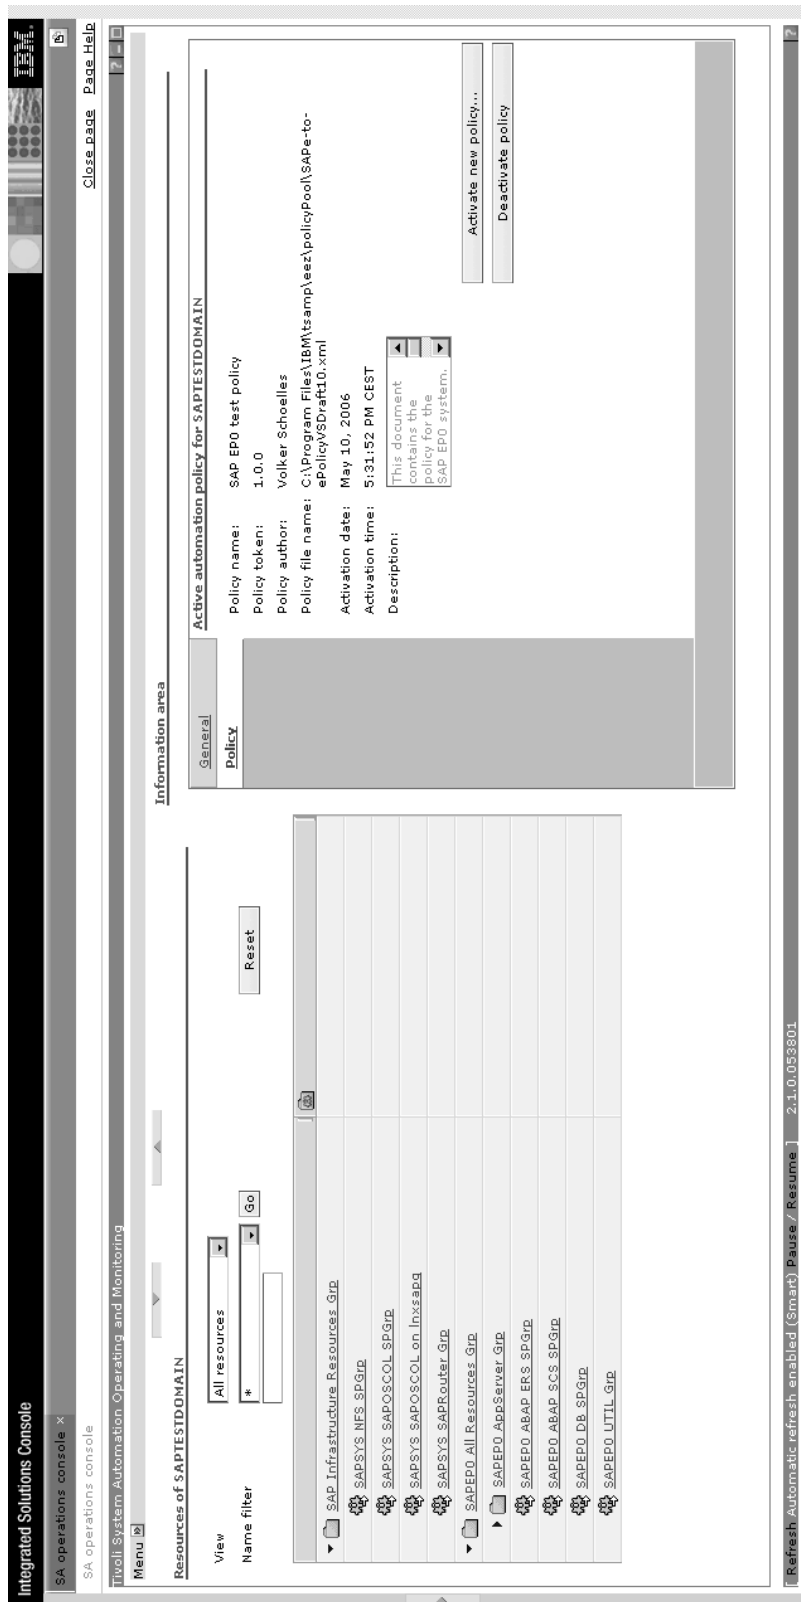 Integrated Solutions Console
IBM.
SA operations console ×
SA operations console
Close page Page Help
Tivoli System Automation Operating and Monitoring
? – □
Menu
Resources of SAPTESTDOMAIN
View
All resources
Name filter
*
Go
Reset
SAP Infrastructure Resources Grp
SAPSYS NFS SPGrp
SAPSYS SAPOSCOL SPGrp
SAPSYS SAPOSCOL on lnxsapg
SAPSYS SAPRouter Grp
SAPEP0 All Resources Grp
SAPEP0 AppServer Grp
SAPEP0 ABAP ERS SPGrp
SAPEP0 ABAP SCS SPGrp
SAPEP0 DB SPGrp
SAPEP0 UTIL Grp
Information area
General
Policy
Active automation policy for SAPTESTDOMAIN
Policy name: SAP EP0 test policy
Policy token: 1.0.0
Policy author: Volker Schoelles
Policy file name: C:\Program Files\IBM\tsamp\eez\policyPool\SAPe-to-
ePolicyVSDraft10.xml
Activation date: May 10, 2006
Activation time: 5:31:52 PM CEST
Description:
This document
contains the
policy for the
SAP EP0 system.
Activate new policy...
Deactivate policy
[ Refresh Automatic refresh enabled (Smart) Pause / Resume ] 2.1.0.053801
?